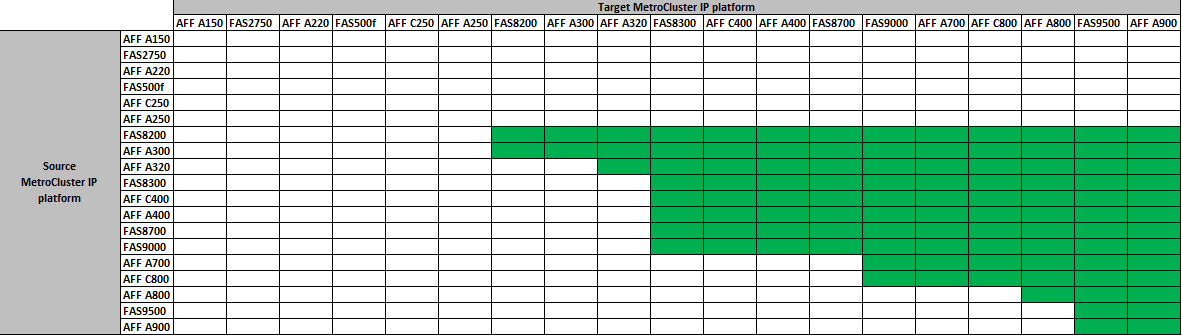 Target MetroCluster IP platform
AFF A150 FAS2750 AFF A220 FAS500f AFF C250 AFF A250 FAS8200 AFF A300 AFF A320 FAS8300 AFF C400 AFF A400 FAS8700 FAS9000 AFF A700 AFF C800 AFF A800 FAS9500 AFF A900
Source
MetroCluster IP
platform
AFF A150
FAS2750
AFF A220
FAS500f
AFF C250
AFF A250
FAS8200
AFF A300
AFF A320
FAS8300
AFF C400
AFF A400
FAS8700
FAS9000
AFF A700
AFF C800
AFF A800
FAS9500
AFF A900